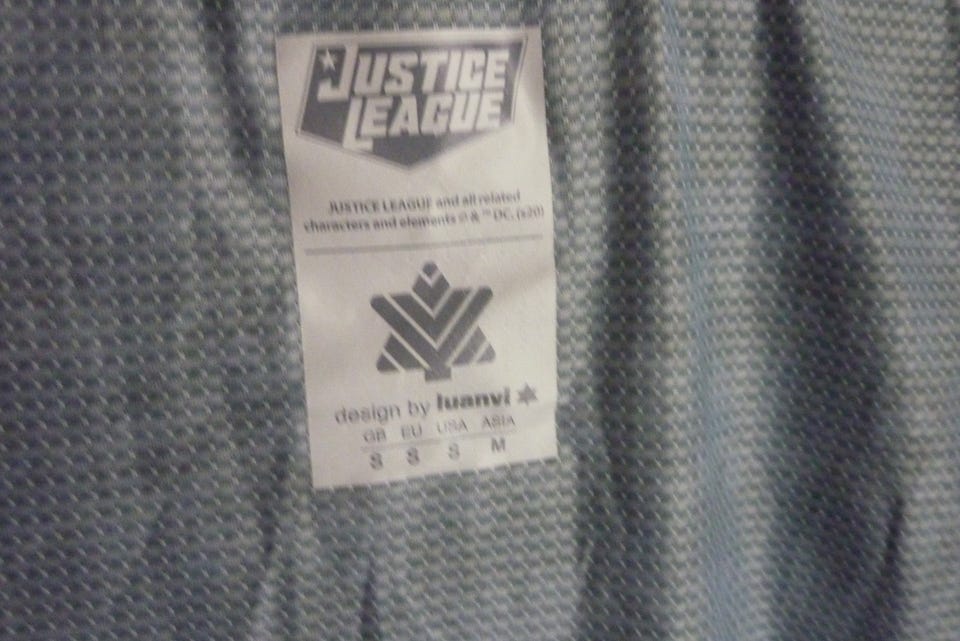 JUSTICE
LEAGUE
JUSTICE LEAGUE and all related
characters and elements © & ™ DC. (s20)
design by luanvi
GB EU USA ASIA
S S S M